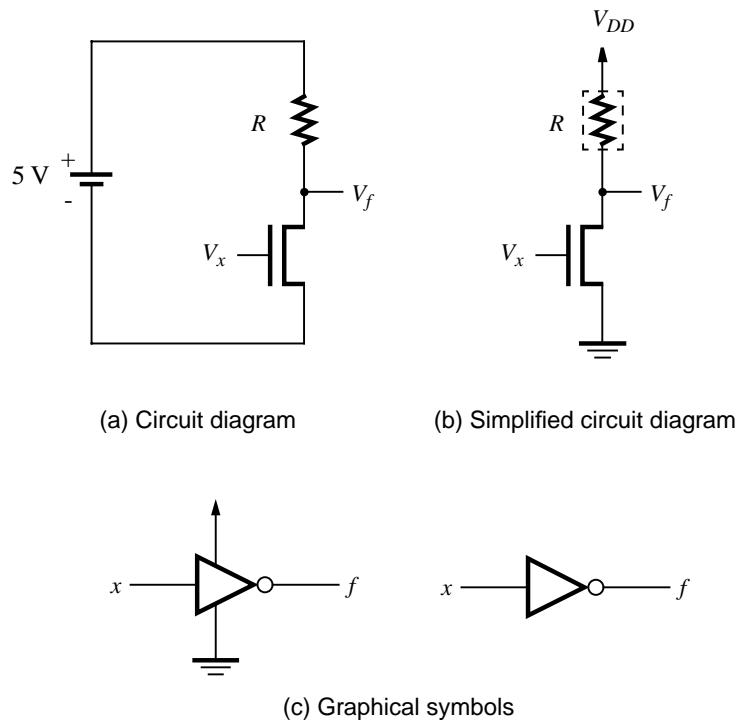 V_DD
R
R
5 V
+
-
V_f
V_f
V_x
V_x
(a) Circuit diagram
(b) Simplified circuit diagram
x
f
x
f
(c) Graphical symbols